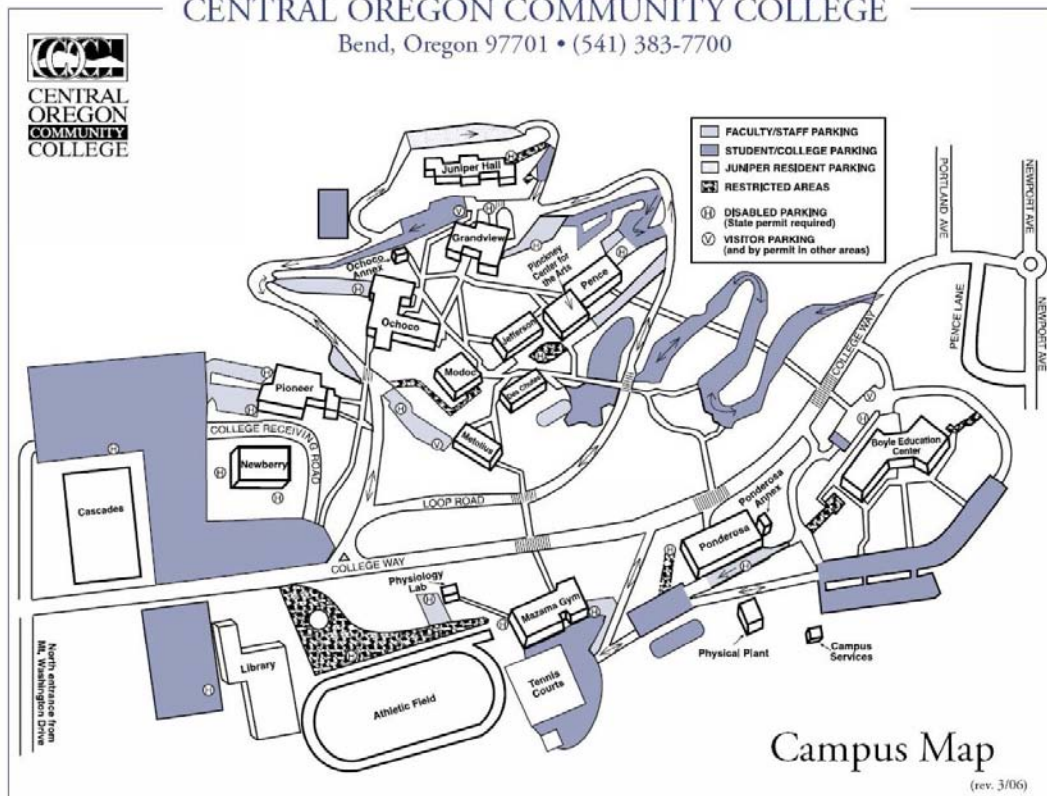 CENTRAL OREGON COMMUNITY COLLEGE
Bend, Oregon 97701 • (541) 383-7700
CENTRAL
OREGON
COMMUNITY
COLLEGE
FACULTY/STAFF PARKING
STUDENT/COLLEGE PARKING
JUNIPER RESIDENT PARKING
RESTRICTED AREAS
H DISABLED PARKING
(State permit required)
V VISITOR PARKING
(and by permit in other areas)
PORTLAND AVE
NEWPORT AVE
NEWPORT AVE
PENCE LANE
COLLEGE WAY
Juniper Hall
Grandview
Ochoco
Annex
Pinckney
Center for
the Arts
Pence
Ochoco
Jefferson
Modoc
Des Chutes
Pioneer
Metolius
COLLEGE RECEIVING
ROAD
Newberry
Boyle Education
Center
Cascades
LOOP ROAD
Ponderosa
Annex
Ponderosa
COLLEGE WAY
Physiology
Lab
Mazama Gym
Physical Plant
Campus
Services
North entrance from
Mt. Washington Drive
Library
Athletic Field
Tennis
Courts
Campus Map
(rev. 3/06)